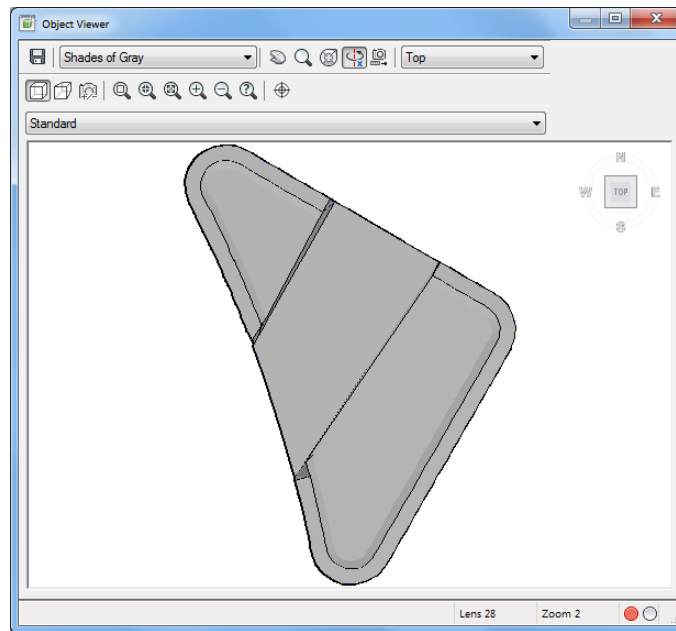 Object Viewer
Shades of Gray
Top
Standard
N
W TOP E
S
Lens 28 Zoom 2